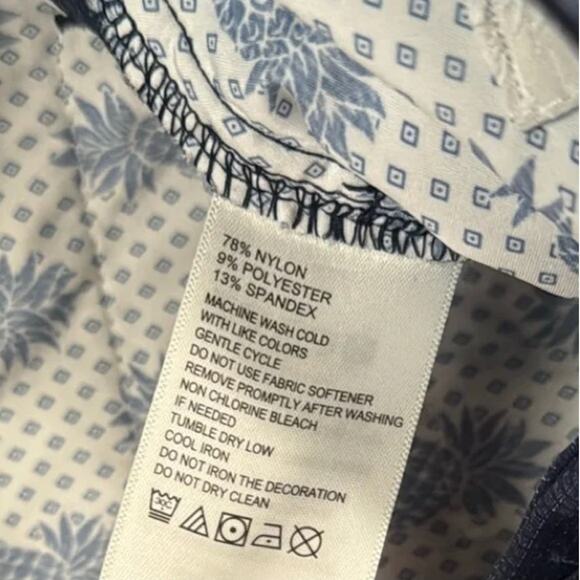 78% NYLON
9% POLYESTER
13% SPANDEX
MACHINE WASH COLD
WITH LIKE COLORS
GENTLE CYCLE
DO NOT USE FABRIC SOFTENER
REMOVE PROMPTLY AFTER WASHING
NON CHLORINE BLEACH
IF NEEDED
TUMBLE DRY LOW
COOL IRON
DO NOT IRON THE DECORATION
DO NOT DRY CLEAN
30C